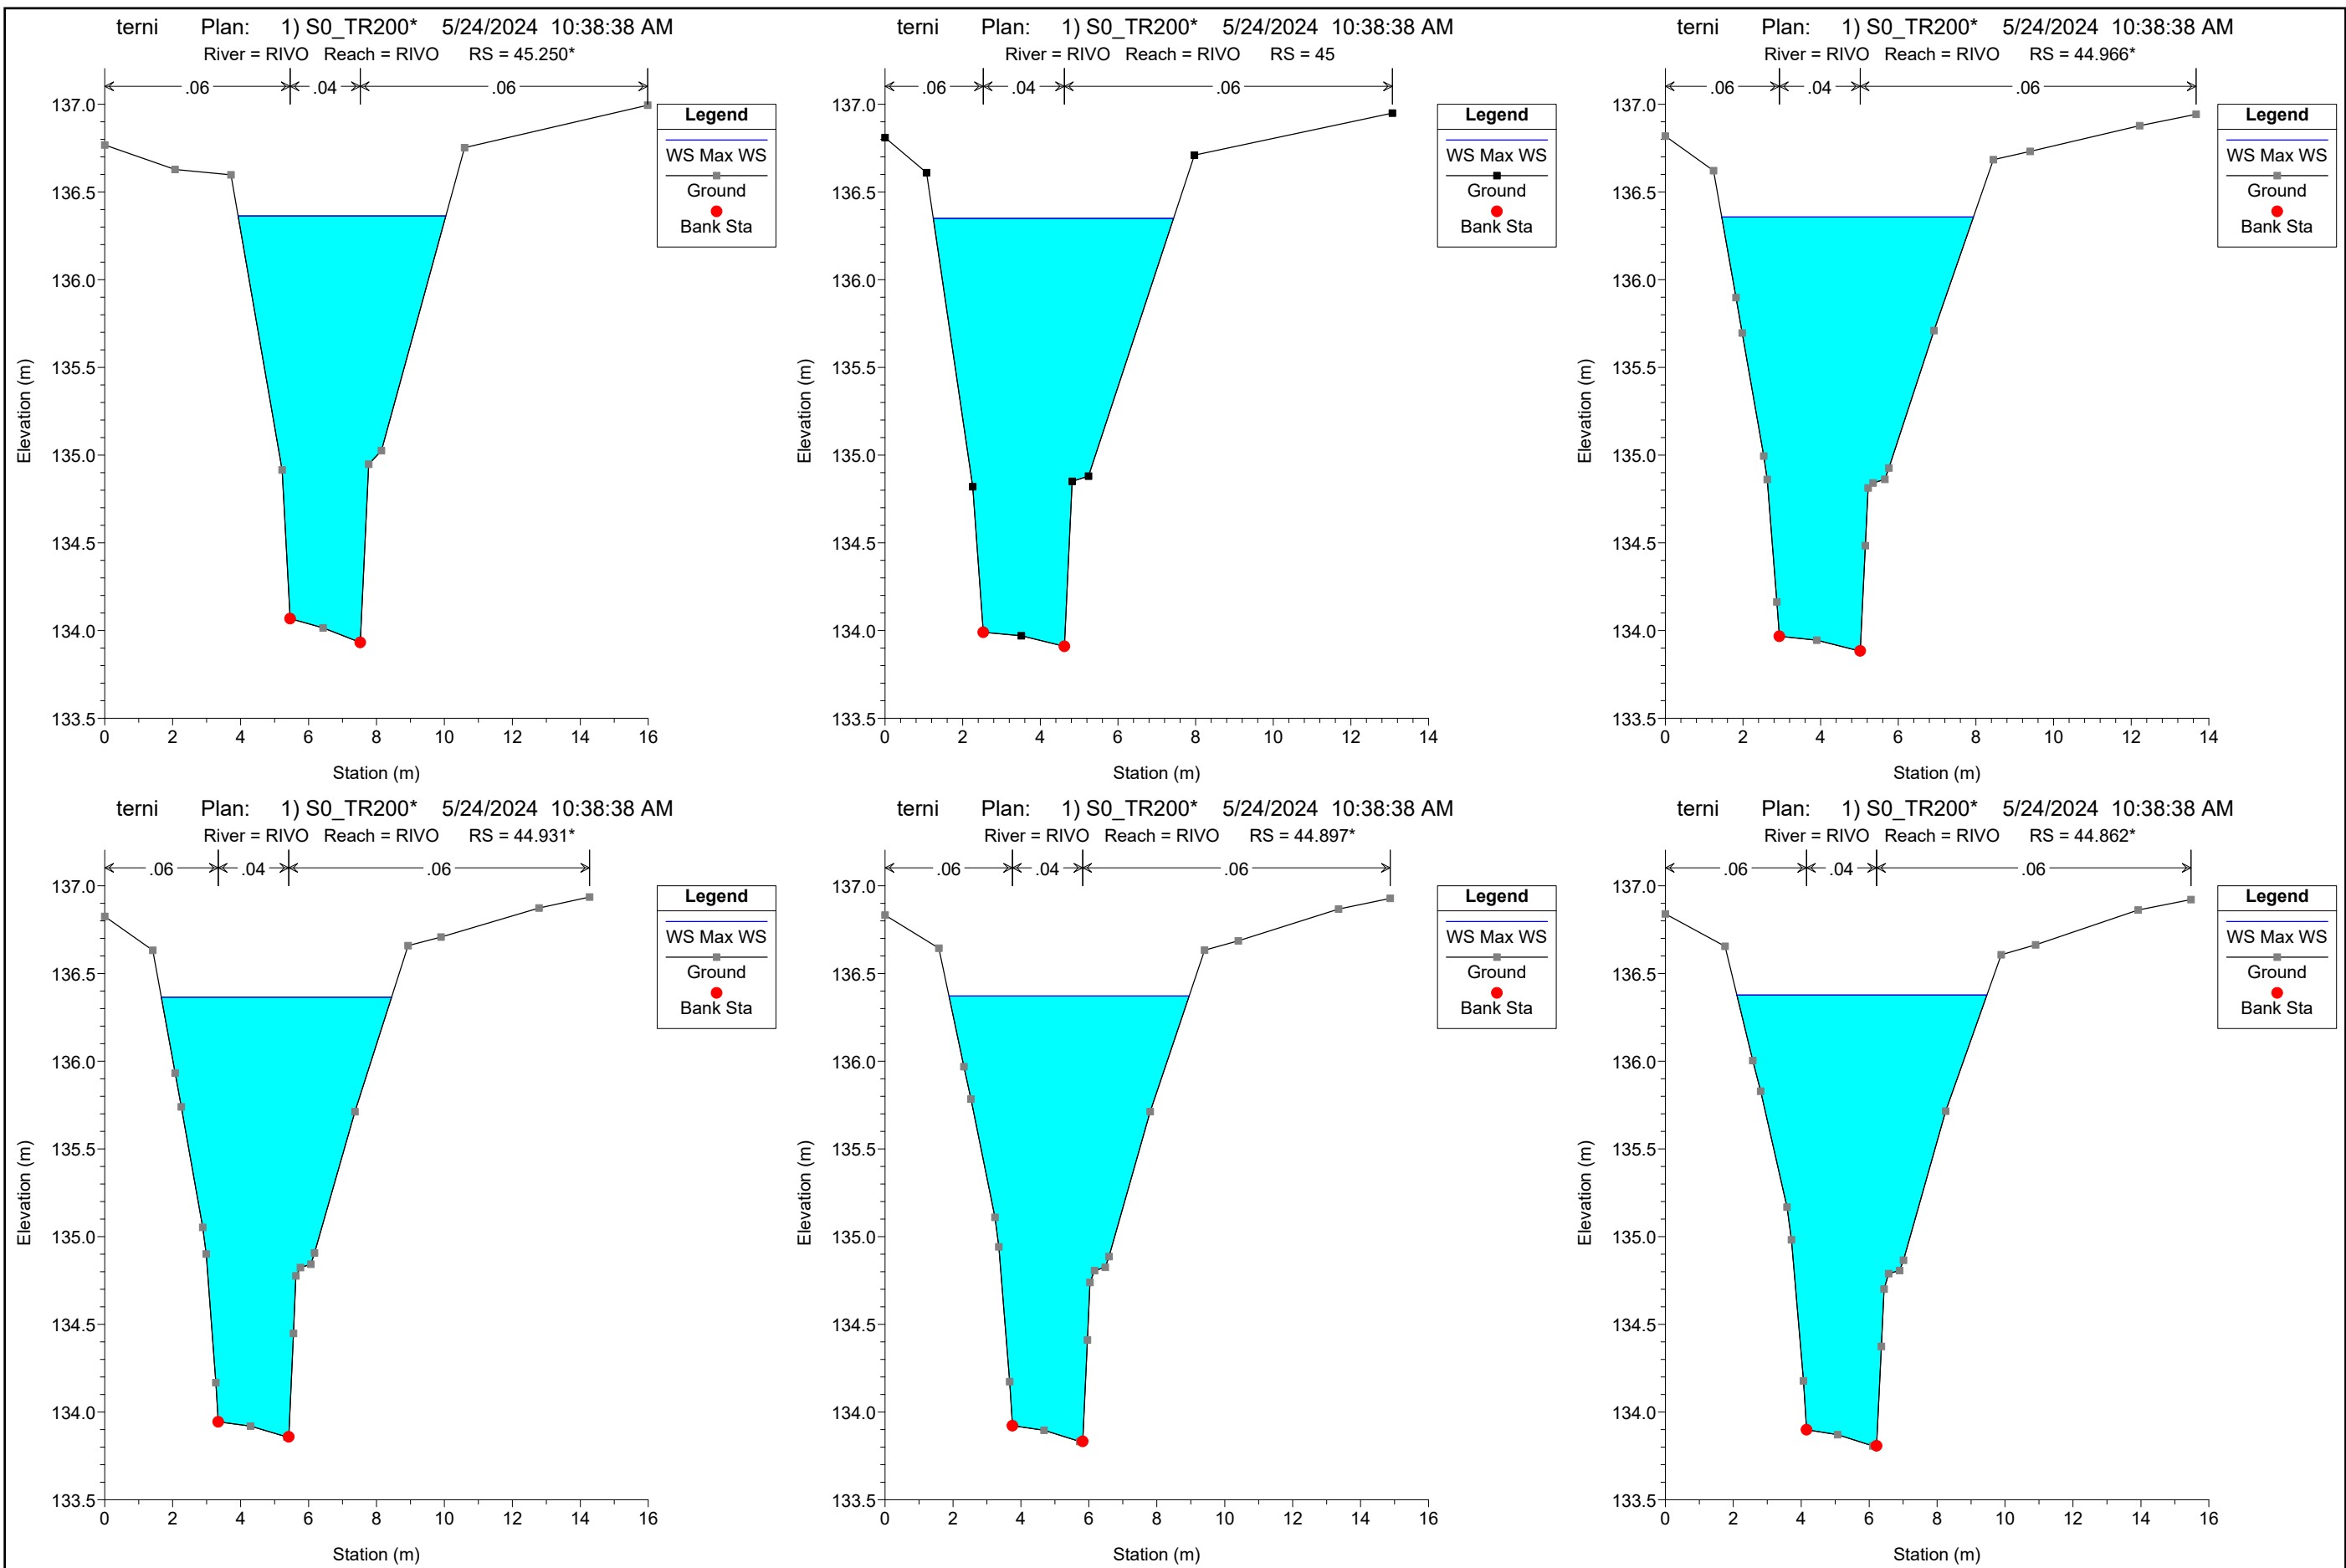 terni Plan: 1) S0_TR200* 5/24/2024 10:38:38 AM
River = RIVO Reach = RIVO RS = 45.250*
.06 .04 .06
Legend
WS Max WS
Ground
Bank Sta
137.0
136.5
136.0
135.5
135.0
134.5
134.0
133.5
Elevation (m)
0 2 4 6 8 10 12 14 16
Station (m)
terni Plan: 1) S0_TR200* 5/24/2024 10:38:38 AM
River = RIVO Reach = RIVO RS = 45
.06 .04 .06
Legend
WS Max WS
Ground
Bank Sta
137.0
136.5
136.0
135.5
135.0
134.5
134.0
133.5
Elevation (m)
0 2 4 6 8 10 12 14
Station (m)
terni Plan: 1) S0_TR200* 5/24/2024 10:38:38 AM
River = RIVO Reach = RIVO RS = 44.966*
.06 .04 .06
Legend
WS Max WS
Ground
Bank Sta
137.0
136.5
136.0
135.5
135.0
134.5
134.0
133.5
Elevation (m)
0 2 4 6 8 10 12 14
Station (m)
terni Plan: 1) S0_TR200* 5/24/2024 10:38:38 AM
River = RIVO Reach = RIVO RS = 44.931*
.06 .04 .06
Legend
WS Max WS
Ground
Bank Sta
137.0
136.5
136.0
135.5
135.0
134.5
134.0
133.5
Elevation (m)
0 2 4 6 8 10 12 14 16
Station (m)
terni Plan: 1) S0_TR200* 5/24/2024 10:38:38 AM
River = RIVO Reach = RIVO RS = 44.897*
.06 .04 .06
Legend
WS Max WS
Ground
Bank Sta
137.0
136.5
136.0
135.5
135.0
134.5
134.0
133.5
Elevation (m)
0 2 4 6 8 10 12 14 16
Station (m)
terni Plan: 1) S0_TR200* 5/24/2024 10:38:38 AM
River = RIVO Reach = RIVO RS = 44.862*
.06 .04 .06
Legend
WS Max WS
Ground
Bank Sta
137.0
136.5
136.0
135.5
135.0
134.5
134.0
133.5
Elevation (m)
0 2 4 6 8 10 12 14 16
Station (m)